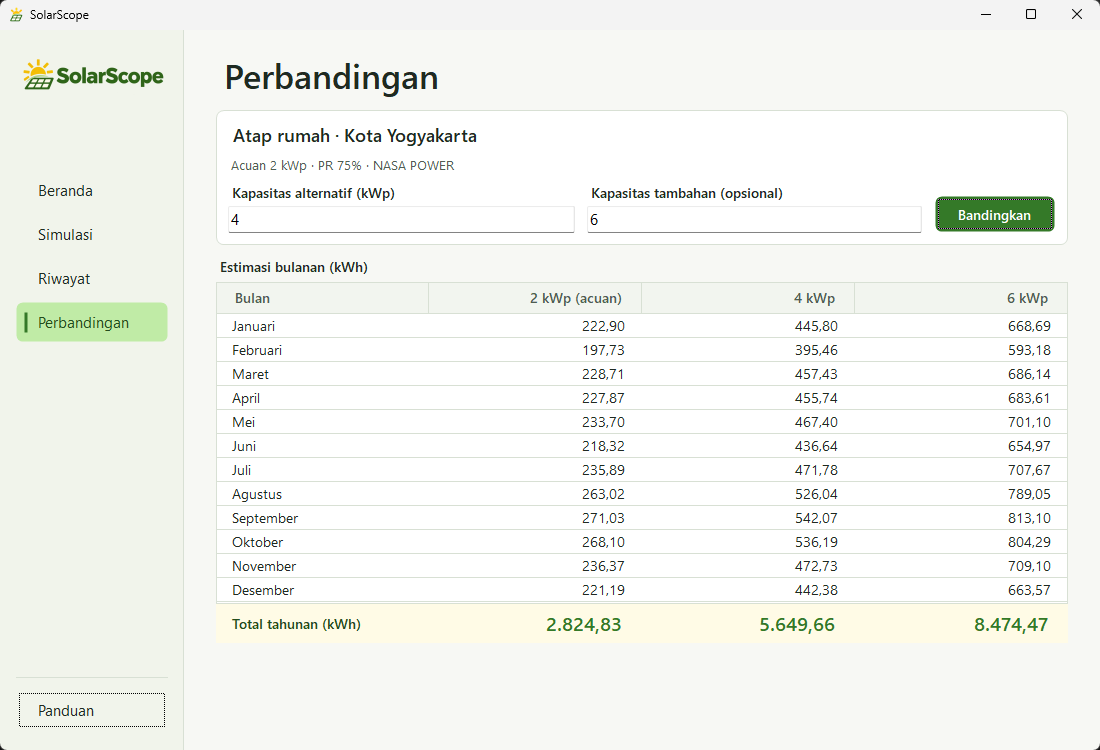 SolarScope
SolarScope
Beranda
Simulasi
Riwayat
Perbandingan
Panduan
Perbandingan
Atap rumah · Kota Yogyakarta
Acuan 2 kWp · PR 75% · NASA POWER
Kapasitas alternatif (kWp) Kapasitas tambahan (opsional)
4 6 Bandingkan
Estimasi bulanan (kWh)
Bulan 2 kWp (acuan) 4 kWp 6 kWp
Januari 222,90 445,80 668,69
Februari 197,73 395,46 593,18
Maret 228,71 457,43 686,14
April 227,87 455,74 683,61
Mei 233,70 467,40 701,10
Juni 218,32 436,64 654,97
Juli 235,89 471,78 707,67
Agustus 263,02 526,04 789,05
September 271,03 542,07 813,10
Oktober 268,10 536,19 804,29
November 236,37 472,73 709,10
Desember 221,19 442,38 663,57
Total tahunan (kWh) 2.824,83 5.649,66 8.474,47